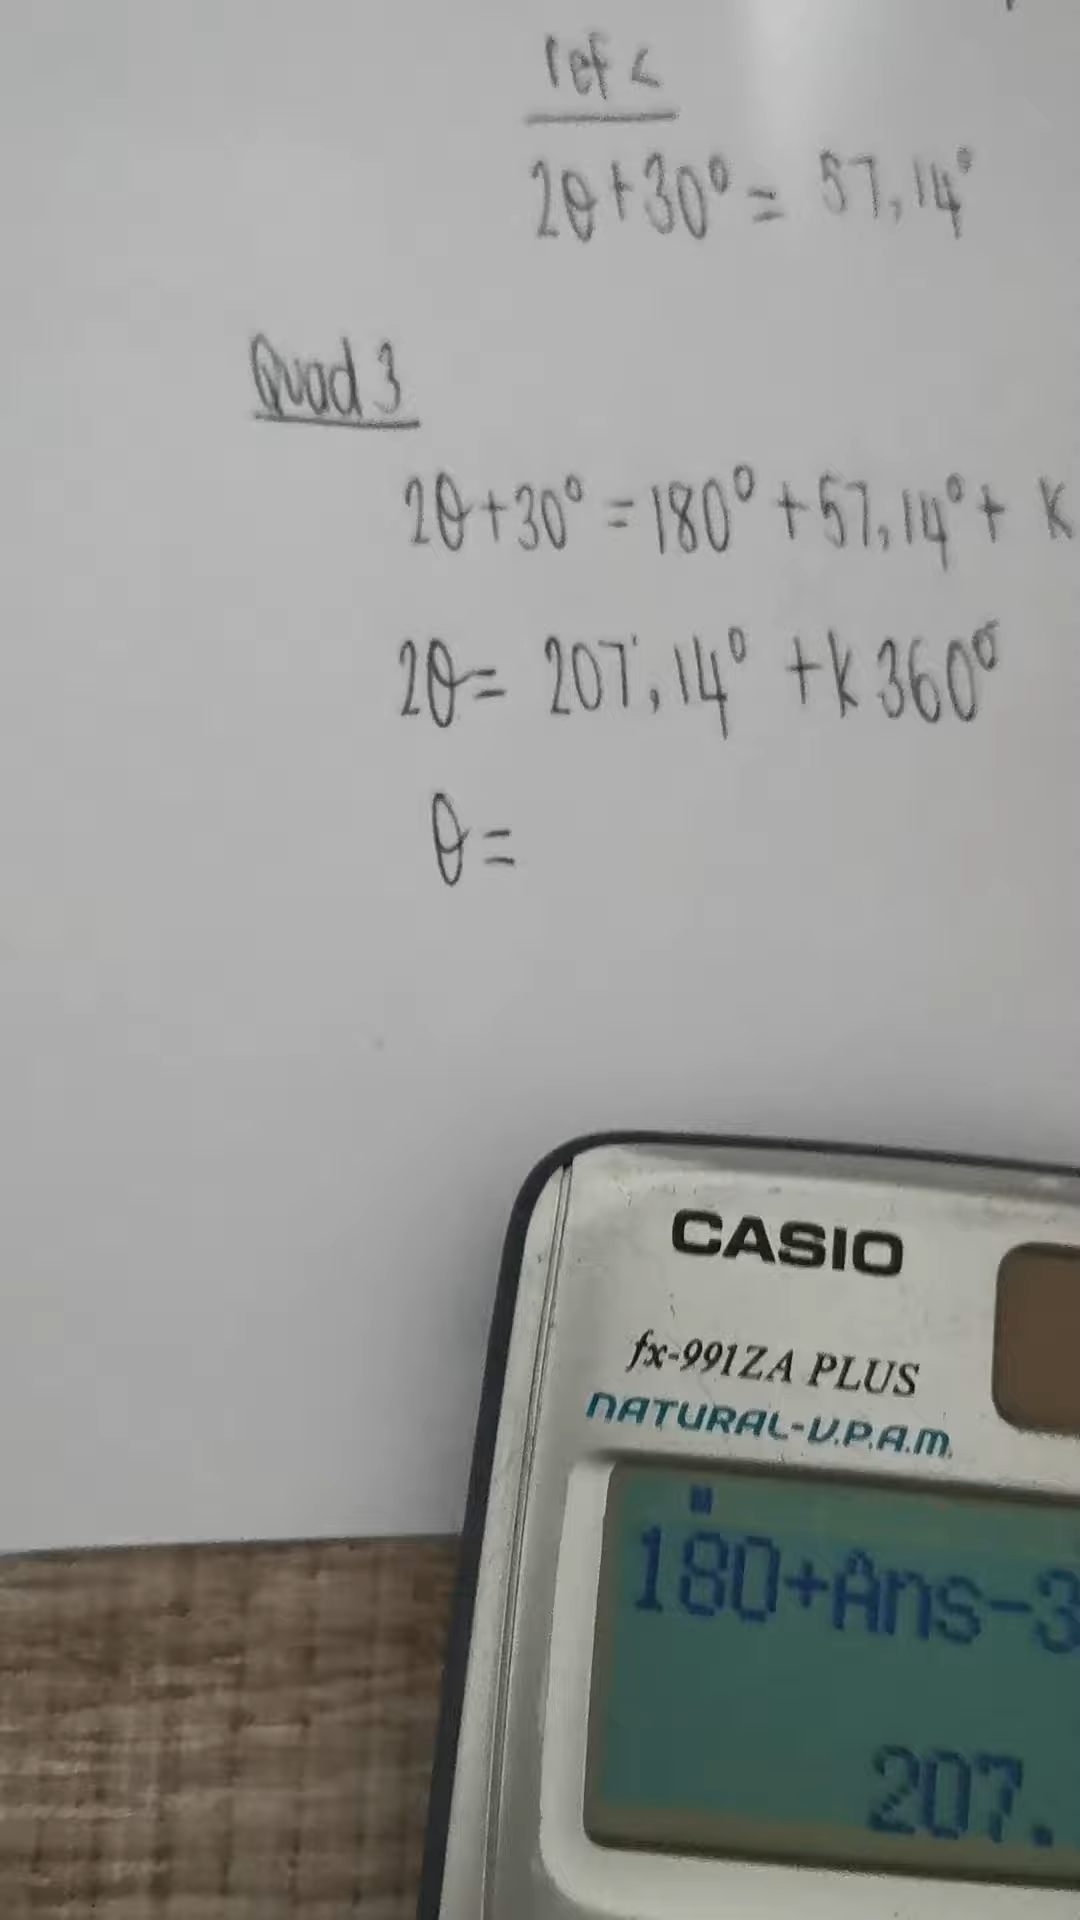 ref <
2θ+30° = 57,14°
Quad 3
2θ+30° = 180° + 57,14° + K
2θ = 207,14° + k 360°
θ =
CASIO
fx-991ZA PLUS
NATURAL-V.P.A.M.
M
180+Ans-3
207.